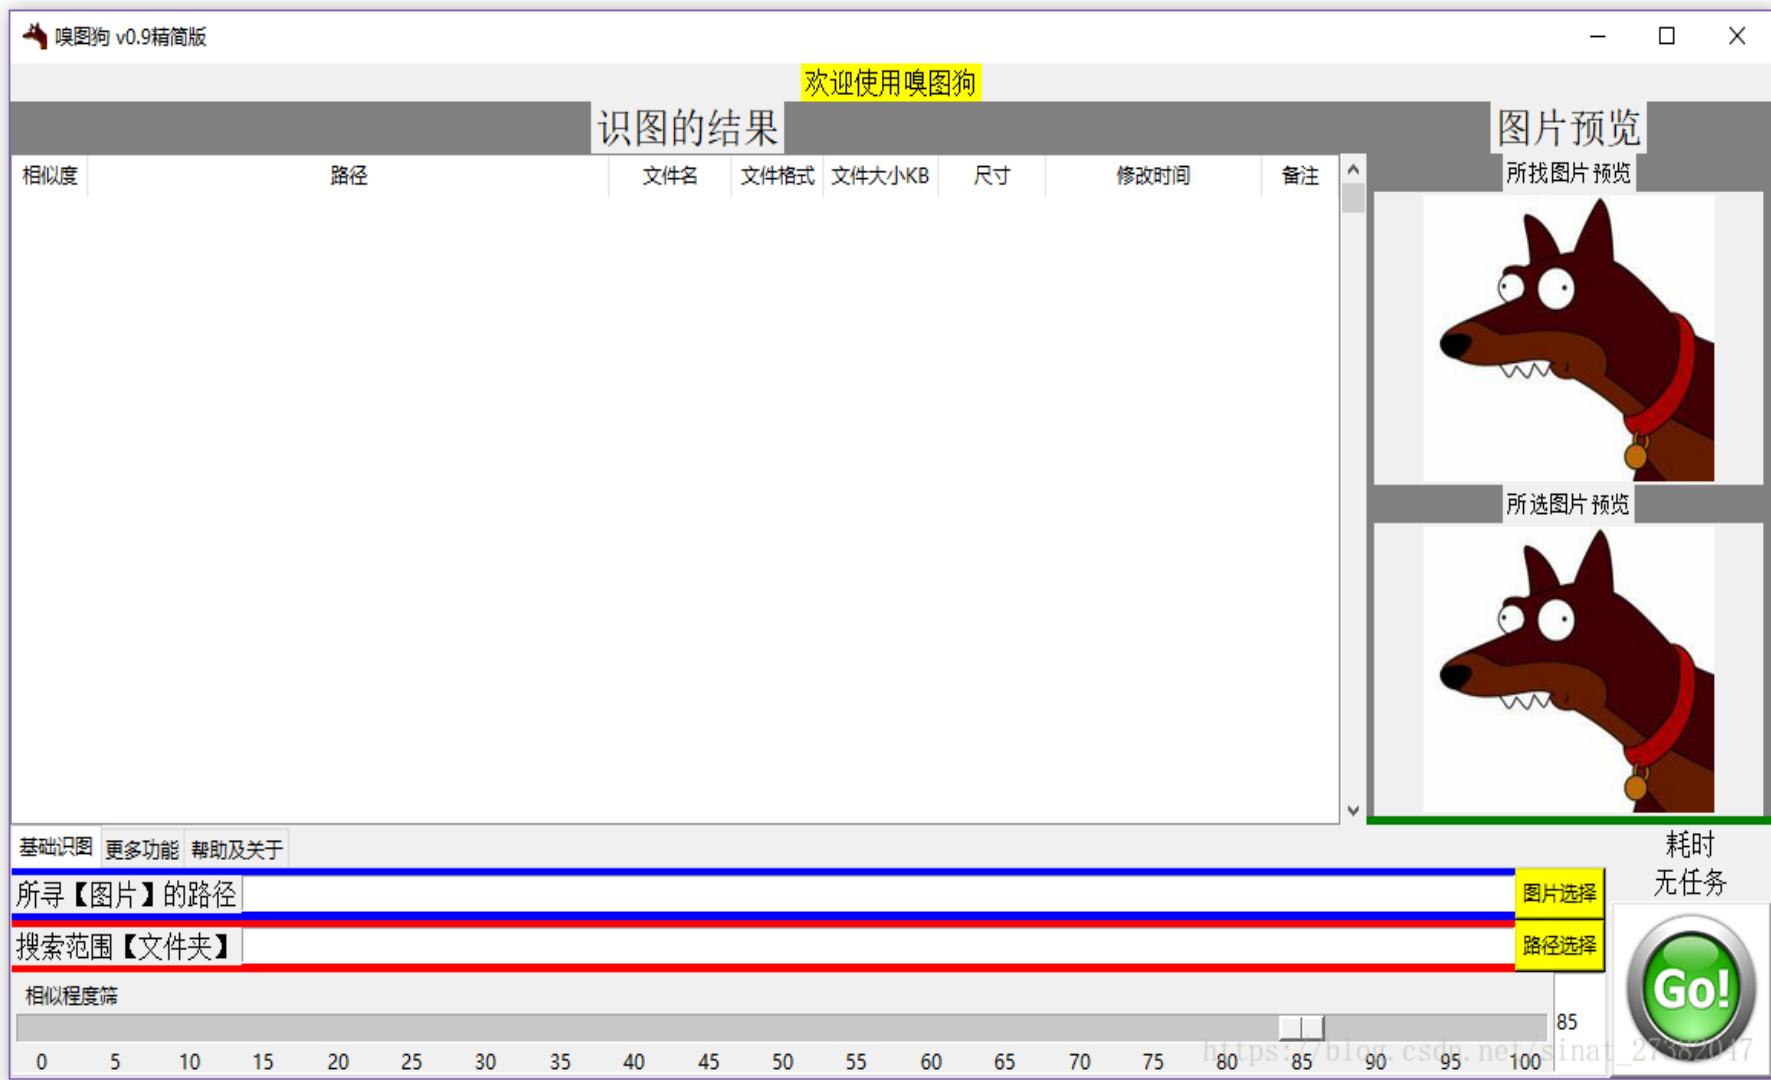 嗅图狗 v0.9精简版
欢迎使用嗅图狗
识图的结果
图片预览
相似度 路径 文件名 文件格式 文件大小KB 尺寸 修改时间 备注
所找图片预览
所选图片预览
基础识图 更多功能 帮助及关于
耗时
无任务
所寻【图片】的路径 图片选择
搜索范围【文件夹】 路径选择
Go!
相似程度筛
85
0 5 10 15 20 25 30 35 40 45 50 55 60 65 70 75 80 85 90 95 100
https://blog.csdn.net/sinat_27382047